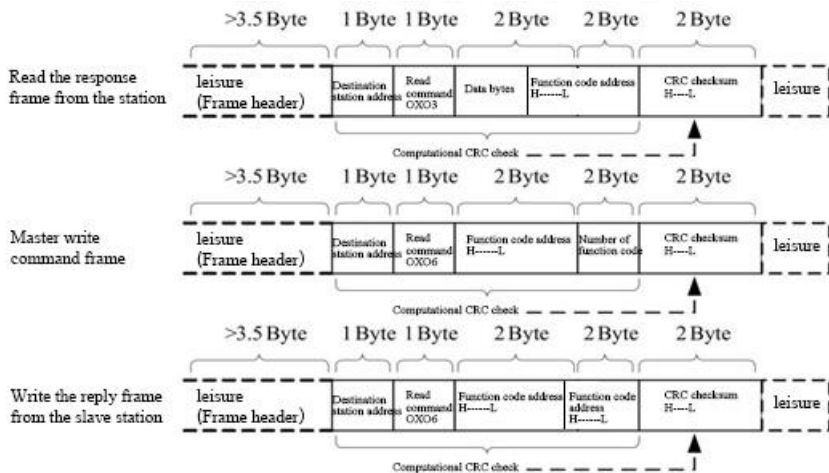 >3.5 Byte 1 Byte 1 Byte 2 Byte 2 Byte 2 Byte
Read the response
frame from the station
leisure
(Frame header)
Destination
station address
Read
command
OXO3
Data bytes
Function code address
H------L
CRC checksum
H----L
leisure
Computational CRC check
>3.5 Byte 1 Byte 1 Byte 2 Byte 2 Byte 2 Byte
Master write
command frame
leisure
(Frame header)
Destination
station address
Read
command
OXO6
Function code address
H------L
Number of
function code
CRC checksum
H----L
leisure
Computational CRC check
>3.5 Byte 1 Byte 1 Byte 2 Byte 2 Byte 2 Byte
Write the reply frame
from the slave station
leisure
(Frame header)
Destination
station address
Read
command
OXO6
Function code address
H------L
Function code
address
H------L
CRC checksum
H----L
leisure
Computational CRC check